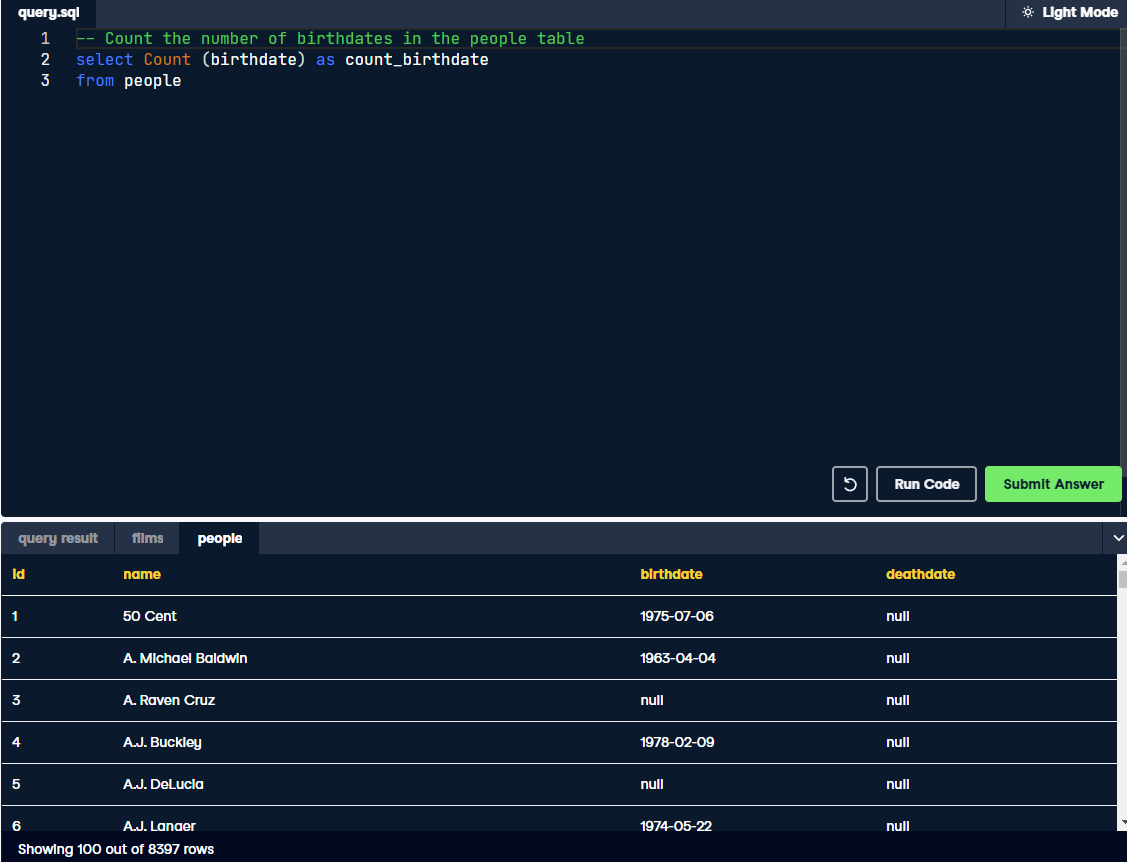 query.sql
Light Mode
1 -- Count the number of birthdates in the people table
2 select Count (birthdate) as count_birthdate
3 from people
Run Code
Submit Answer
query result films people
id name birthdate deathdate
1 50 Cent 1975-07-06 null
2 A. Michael Baldwin 1963-04-04 null
3 A. Raven Cruz null null
4 A.J. Buckley 1978-02-09 null
5 A.J. DeLucia null null
6 A.J. Langer 1974-05-22 null
Showing 100 out of 8397 rows